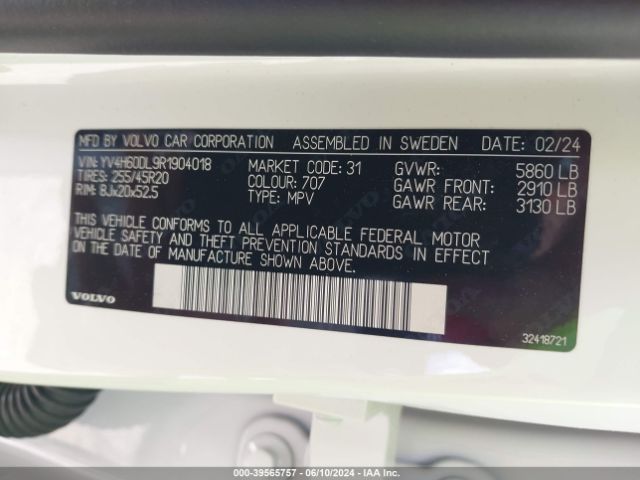 MFD BY VOLVO CAR CORPORATION ASSEMBLED IN SWEDEN DATE: 02/24
VIN: YV4H60DL9R1904018 MARKET CODE: 31 GVWR: 5860 LB
TIRES: 255/45R20 COLOUR: 707 GAWR FRONT: 2910 LB
RIM: 8Jx20x52.5 TYPE: MPV GAWR REAR: 3130 LB
THIS VEHICLE CONFORMS TO ALL APPLICABLE FEDERAL MOTOR
VEHICLE SAFETY AND THEFT PREVENTION STANDARDS IN EFFECT
ON THE DATE OF MANUFACTURE SHOWN ABOVE.
VOLVO
32418721
000-39565757 - 06/10/2024 - IAA Inc.